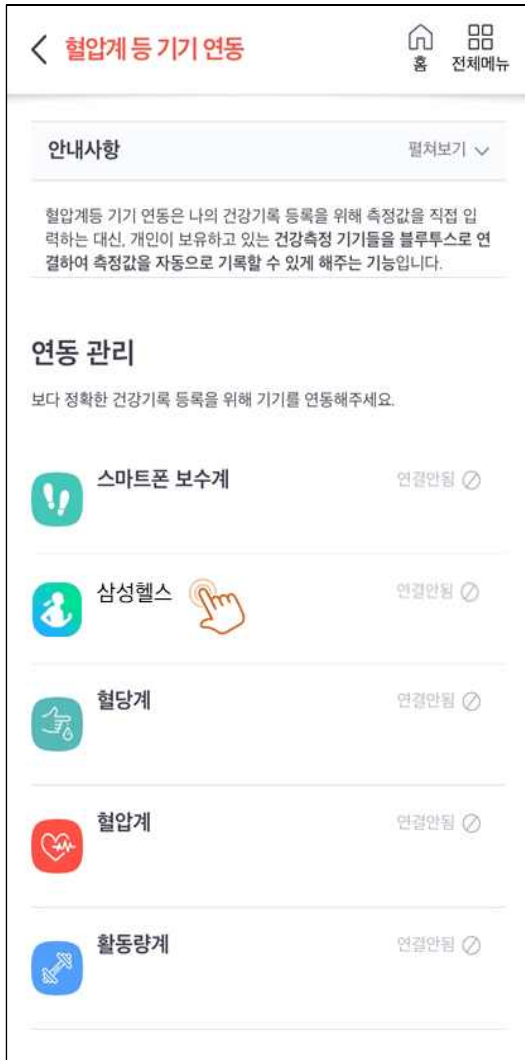 혈압계 등 기기 연동
홈 전체메뉴
안내사항 펼쳐보기
혈압계등 기기 연동은 나의 건강기록 등록을 위해 측정값을 직접 입
력하는 대신, 개인이 보유하고 있는 건강측정 기기들을 블루투스로 연
결하여 측정값을 자동으로 기록할 수 있게 해주는 기능입니다.
연동 관리
보다 정확한 건강기록 등록을 위해 기기를 연동해주세요.
스마트폰 보수계 연결안됨
삼성헬스 연결안됨
혈당계 연결안됨
혈압계 연결안됨
활동량계 연결안됨